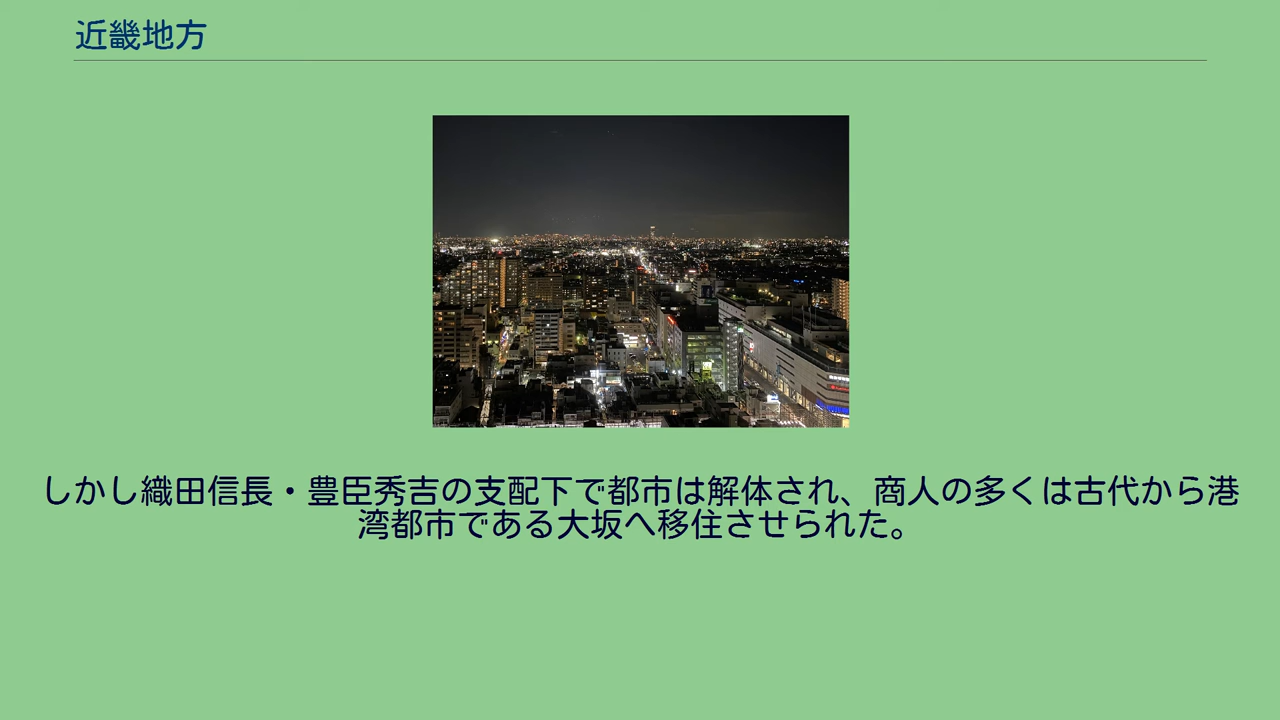 近畿地方
しかし織田信長・豊臣秀吉の支配下で都市は解体され、商人の多くは古代から港
湾都市である大坂へ移住させられた。